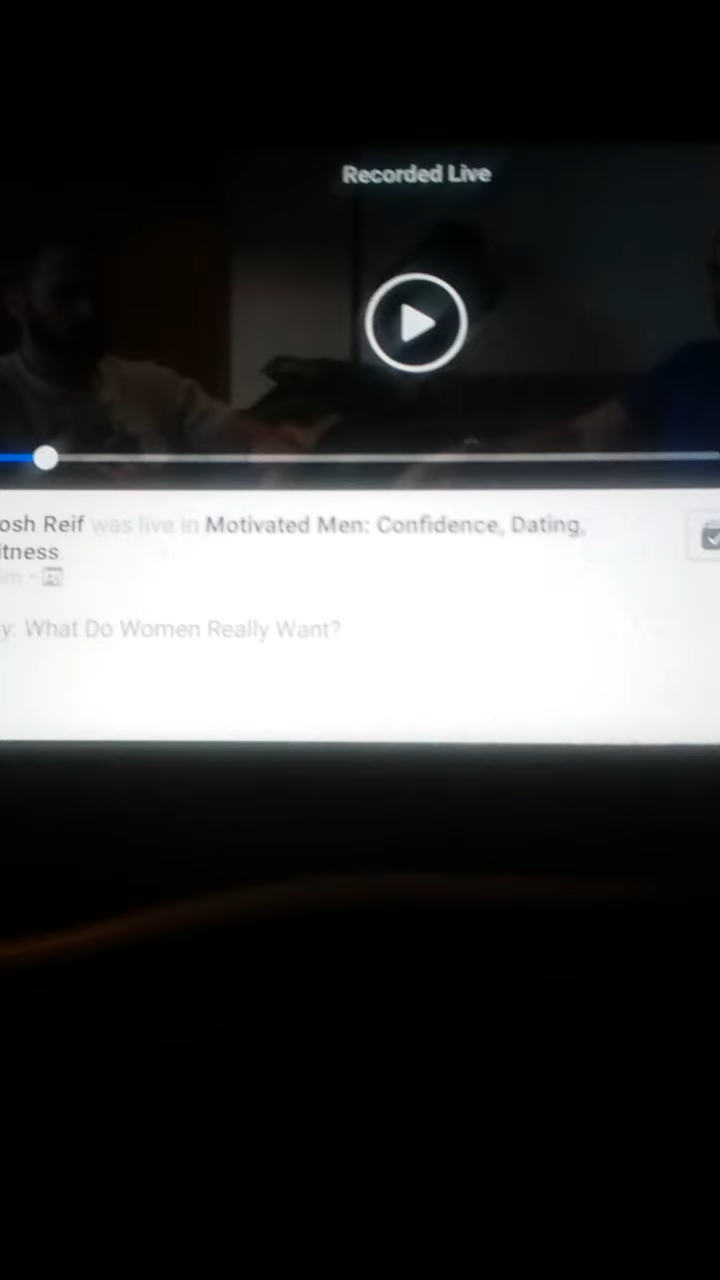 Recorded Live
osh Reif was live in Motivated Men: Confidence, Dating,
itness
y: What Do Women Really Want?